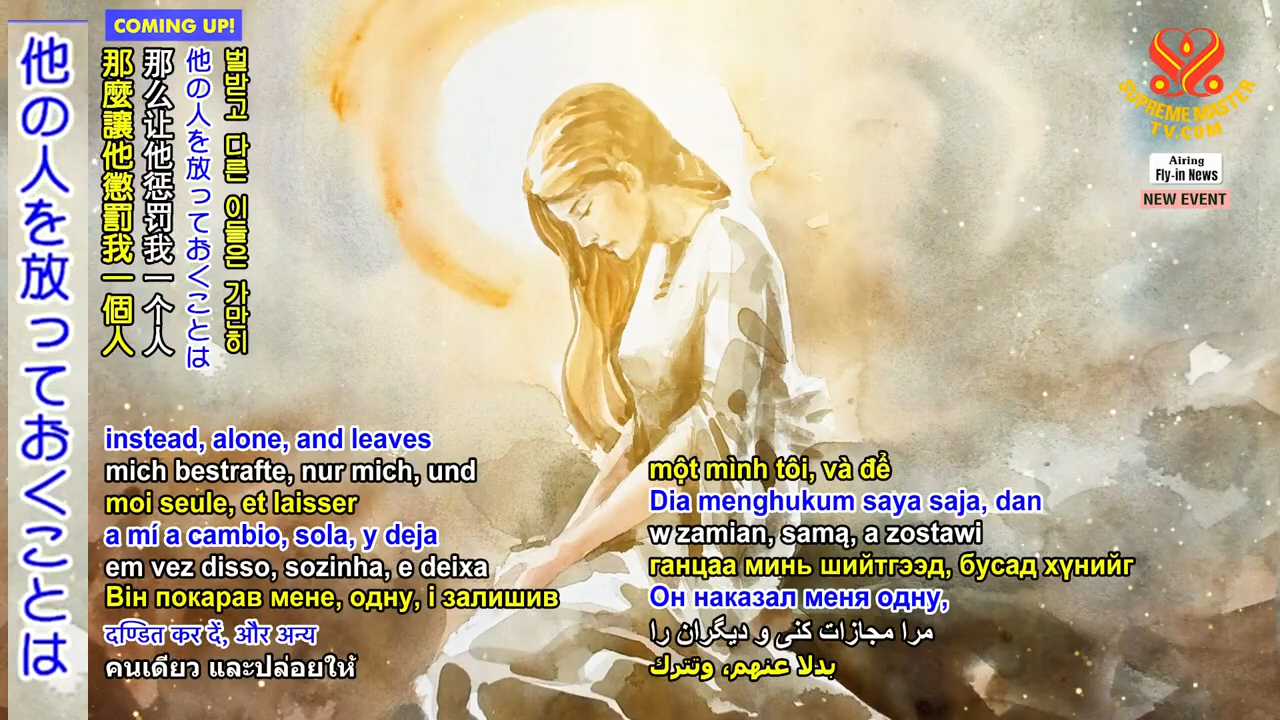 他の人を放っておくことは
COMING UP!
那麼讓他懲罰我一個人
那么让他惩罚我一个人
他の人を放っておくことは
벌받고 다른 이들은 가만히
SUPREME MASTER
TV.COM
Airing
Fly-in News
NEW EVENT
instead, alone, and leaves
mich bestrafte, nur mich, und
moi seule, et laisser
a mí a cambio, sola, y deja
em vez disso, sozinha, e deixa
Він покарав мене, одну, і залишив
दण्डित कर दें, और अन्य
คนเดียว และปล่อยให้
một mình tôi, và để
Dia menghukum saya saja, dan
w zamian, samą, a zostawi
ганцаа минь шийтгээд, бусад хүнийг
Он наказал меня одну,
مرا مجازات کنی و دیگران را
بدلا عنهم، وتترك